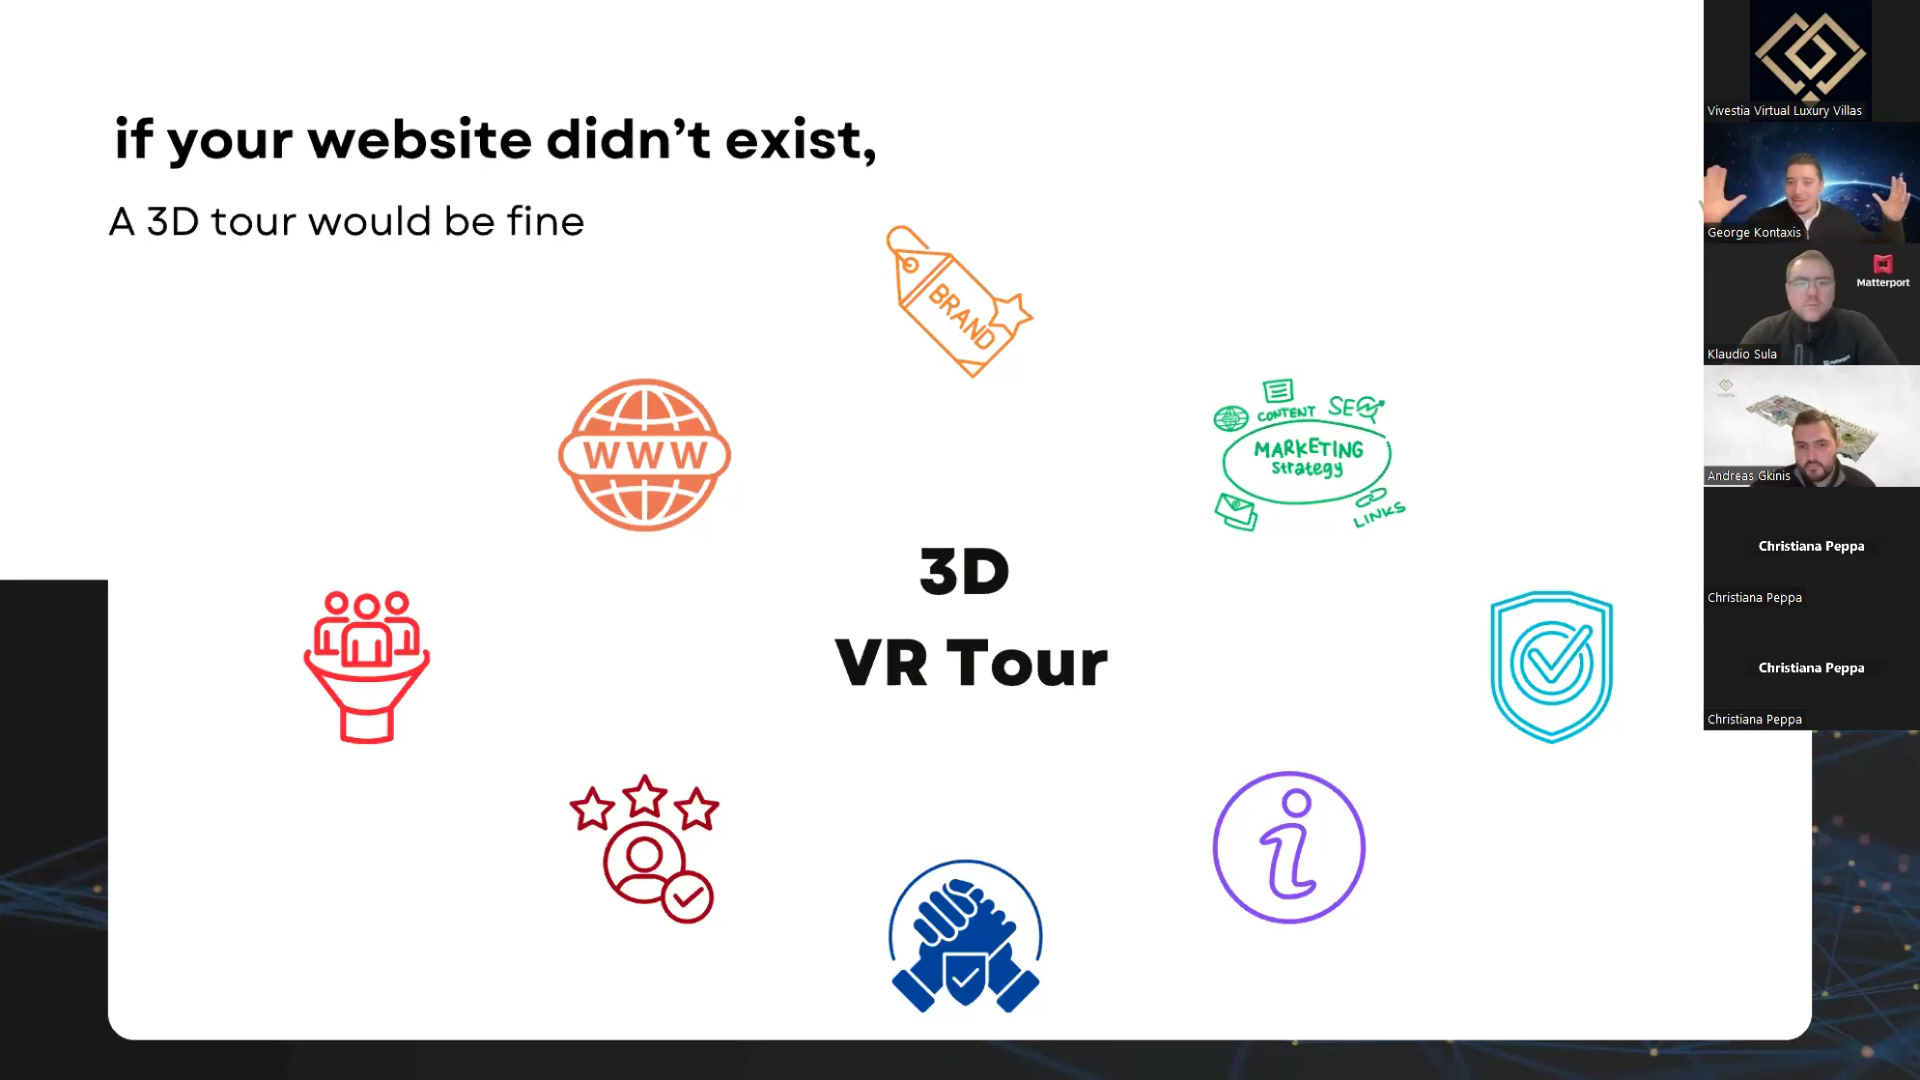 if your website didn’t exist,
A 3D tour would be fine
BRAND
WWW
CONTENT
SEO
MARKETING
strategy
LINKS
3D
VR Tour
Vivestia Virtual Luxury Villas
George Kontaxis
Matterport
Klaudio Sula
Andreas Gkinis
Christiana Peppa
Christiana Peppa
Christiana Peppa
Christiana Peppa